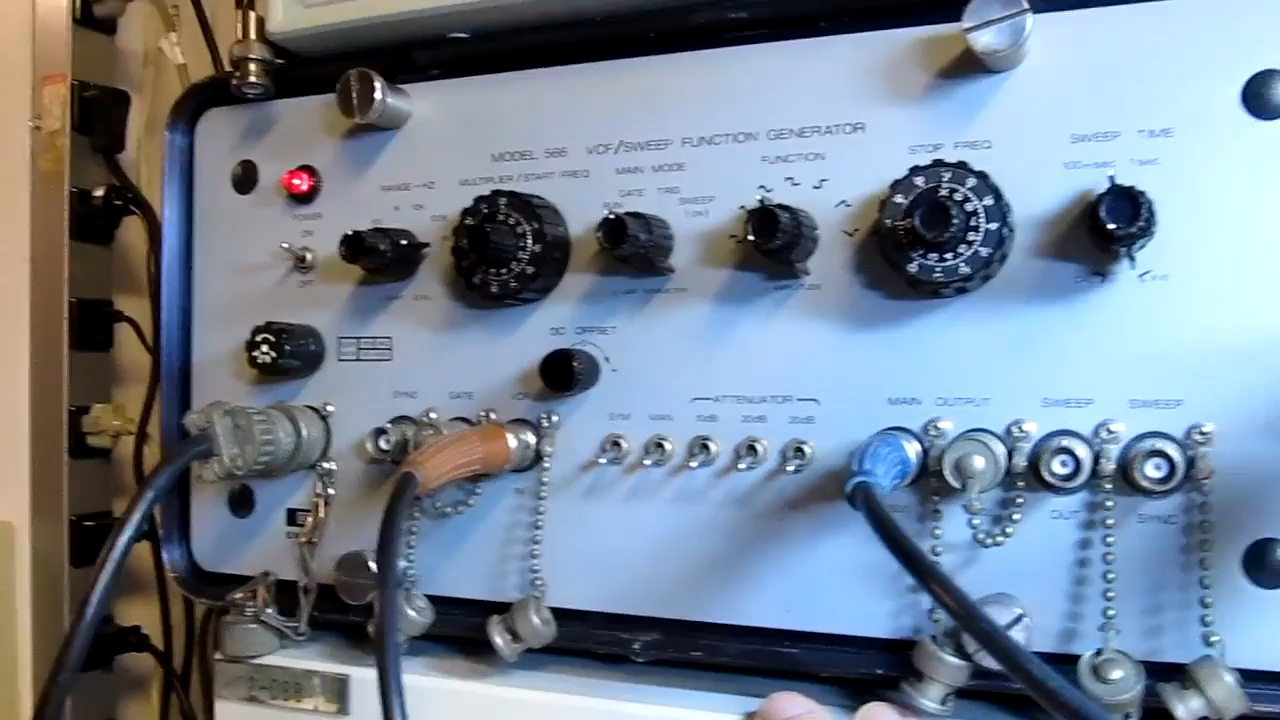 MODEL 566 VCF/SWEEP FUNCTION GENERATOR
SWEEP TIME
STOP FREQ
FUNCTION
MAIN MODE
MULTIPLIER / START FREQ
RANGE-HZ
GATE TRIG
RUN
SWEEP
POWER
ON
OFF
DC OFFSET
SYNC
GATE
SYM
MAIN
ATTENUATOR
10dB
20dB
20dB
MAIN OUTPUT
SWEEP
SWEEP
OUT
SYNC